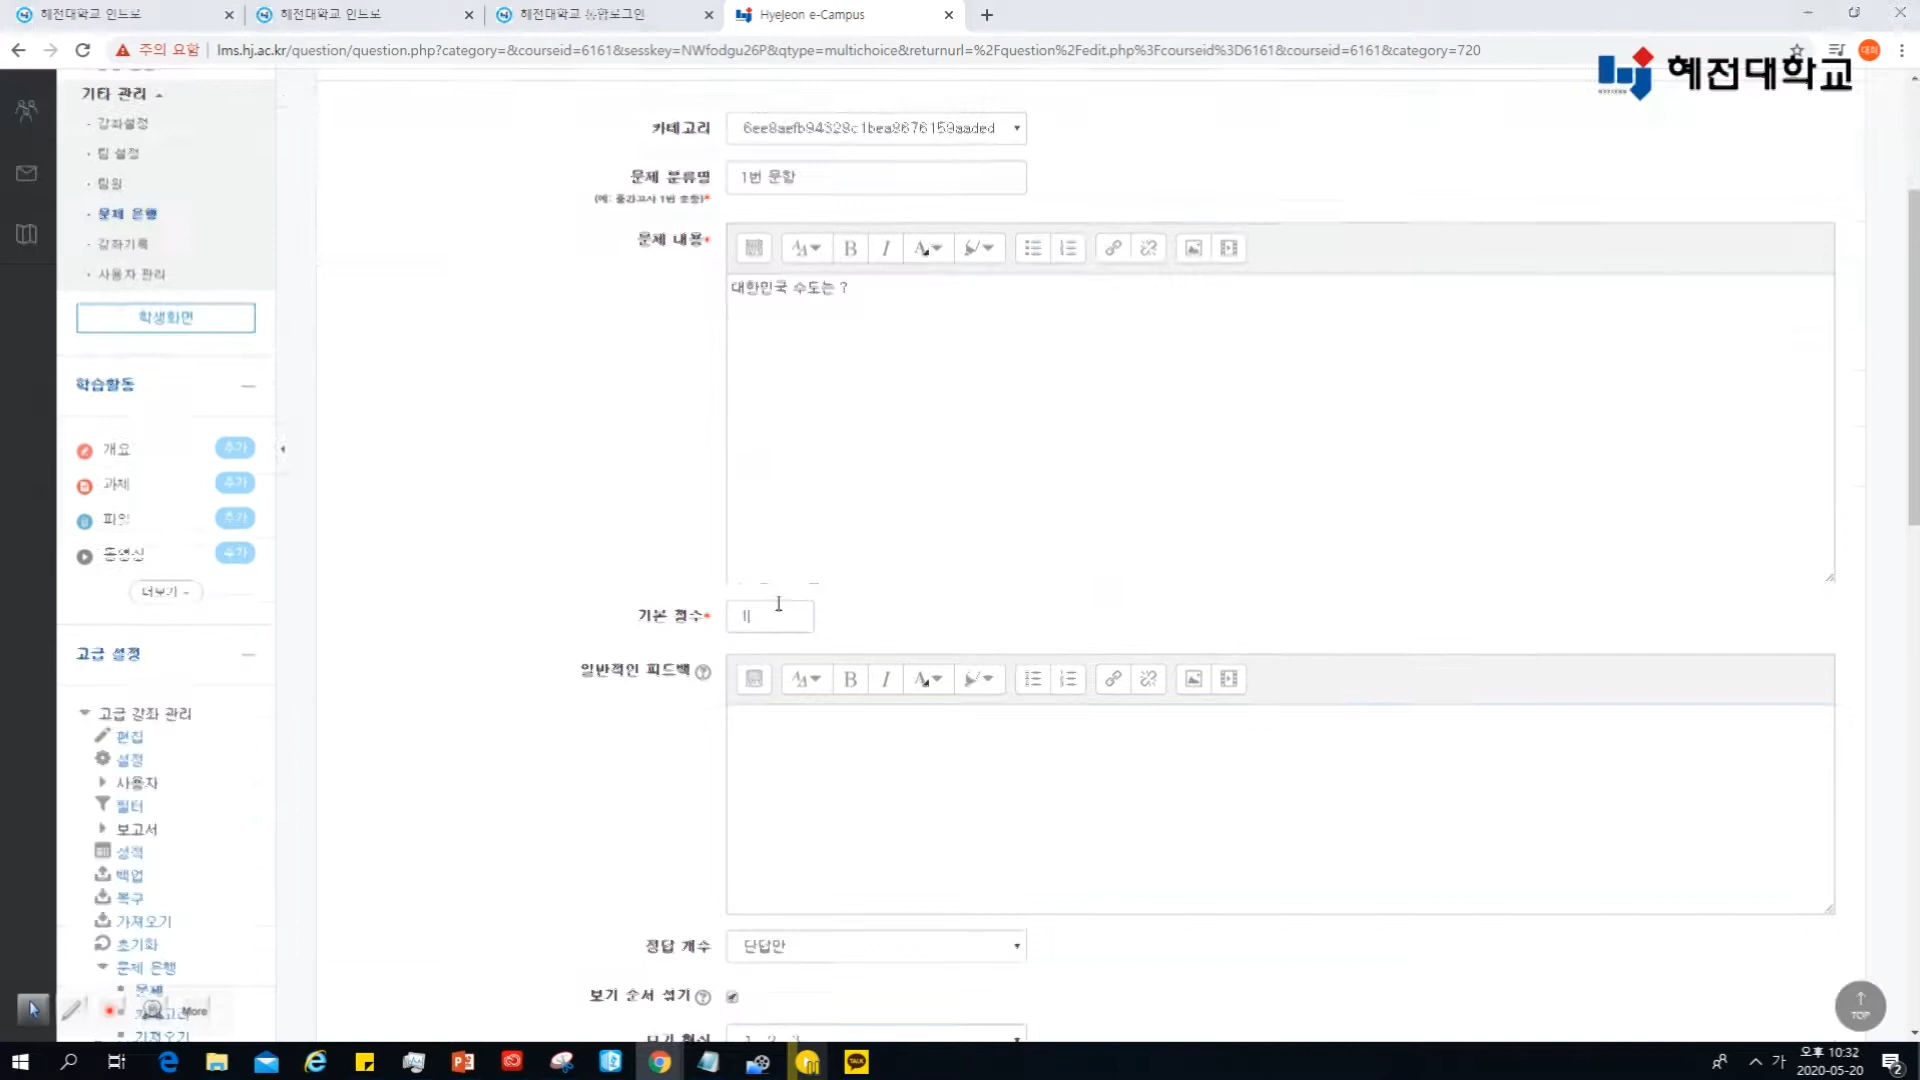 혜전대학교 인트로
혜전대학교 인트로
혜전대학교 통합로그인
HyeJeon e-Campus
주의 요함
lms.hj.ac.kr/question/question.php?category=&courseid=6161&sesskey=NWfodgu26P&qtype=multichoice&returnurl=%2Fquestion%2Fedit.php%3Fcourseid%3D6161&courseid=6161&category=720
대희
혜전대학교
기타 관리
강좌설정
팀 설정
팀원
문제 은행
강좌기록
사용자 관리
학생화면
학습활동
개요
추가
과제
추가
파일
추가
동영상
추가
더보기
고급 설정
고급 강좌 관리
편집
설정
사용자
필터
보고서
성적
백업
복구
가져오기
초기화
문제 은행
문제
가져오기
More
카테고리
문제 분류명
1번 문항
문제 내용*
대한민국 수도는 ?
기본 점수*
1
일반적인 피드백
정답 개수
단답만
보기 순서 섞기
TOP
가
오후 10:32
2020-05-20
2